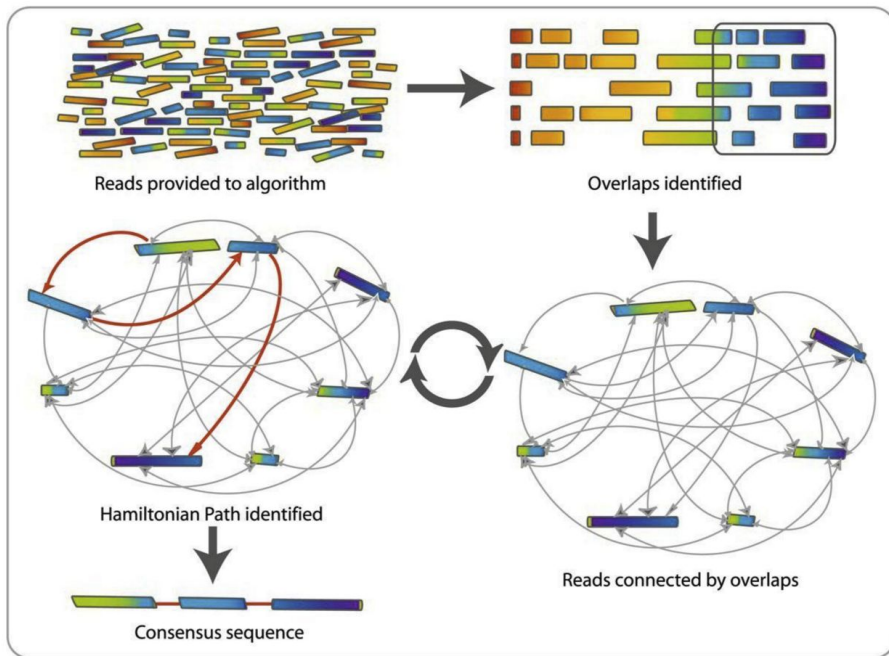 Reads provided to algorithm
Overlaps identified
Hamiltonian Path identified
Reads connected by overlaps
Consensus sequence